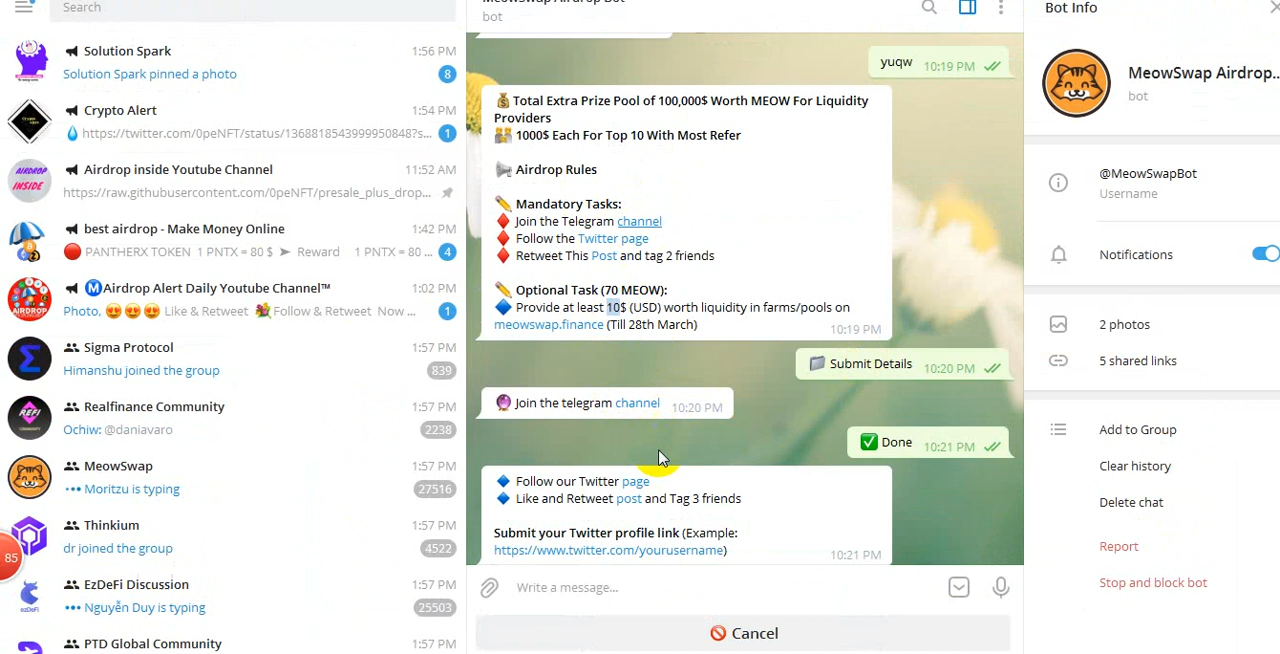 Search
Solution Spark
1:56 PM
Solution Spark pinned a photo
8
Crypto Alert
1:54 PM
https://twitter.com/0peNFT/status/1368818543999950848?s...
1
AIRDROP
INSIDE
Airdrop inside Youtube Channel
11:52 AM
https://raw.githubusercontent.com/0peNFT/presale_plus_drop...
best airdrop - Make Money Online
1:42 PM
PANTHERX TOKEN 1 PNTX = 80 $ ➤ Reward 1 PNTX = 80 ...
4
Airdrop Alert Daily Youtube Channel™
1:02 PM
Photo, 😍😍😍 Like & Retweet Follow & Retweet Now ...
1
Sigma Protocol
1:57 PM
Himanshu joined the group
839
REFI
Realfinance Community
1:57 PM
Ochiw: @daniavaro
2238
MeowSwap
1:57 PM
Moritzu is typing
27516
Thinkium
1:57 PM
dr joined the group
4522
85
ezDeFi
EzDeFi Discussion
1:57 PM
Nguyễn Duy is typing
25503
PTD Global Community
1:57 PM
MeowSwap Airdrop Bot
bot
yuqw 10:19 PM
💰Total Extra Prize Pool of 100,000$ Worth MEOW For Liquidity
Providers
👯 1000$ Each For Top 10 With Most Refer
📢 Airdrop Rules
✏️ Mandatory Tasks:
♦️ Join the Telegram channel
♦️ Follow the Twitter page
♦️ Retweet This Post and tag 2 friends
✏️ Optional Task (70 MEOW):
🔷 Provide at least 10$ (USD) worth liquidity in farms/pools on
meowswap.finance (Till 28th March)
10:19 PM
📁 Submit Details 10:20 PM
🔮 Join the telegram channel 10:20 PM
✅ Done 10:21 PM
🔹 Follow our Twitter page
🔹 Like and Retweet post and Tag 3 friends
Submit your Twitter profile link (Example:
https://www.twitter.com/yourusername)
10:21 PM
Write a message...
🚫 Cancel
Bot Info
MeowSwap Airdrop...
bot
@MeowSwapBot
Username
Notifications
2 photos
5 shared links
Add to Group
Clear history
Delete chat
Report
Stop and block bot